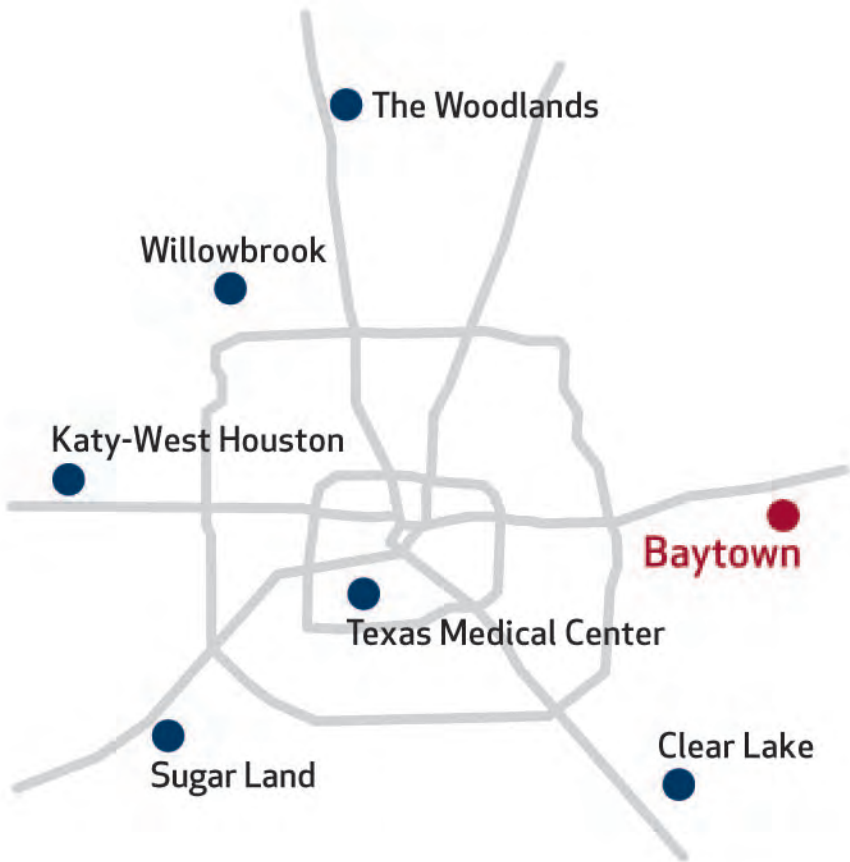 The Woodlands
Willowbrook
Katy-West Houston
Baytown
Texas Medical Center
Clear Lake
Sugar Land